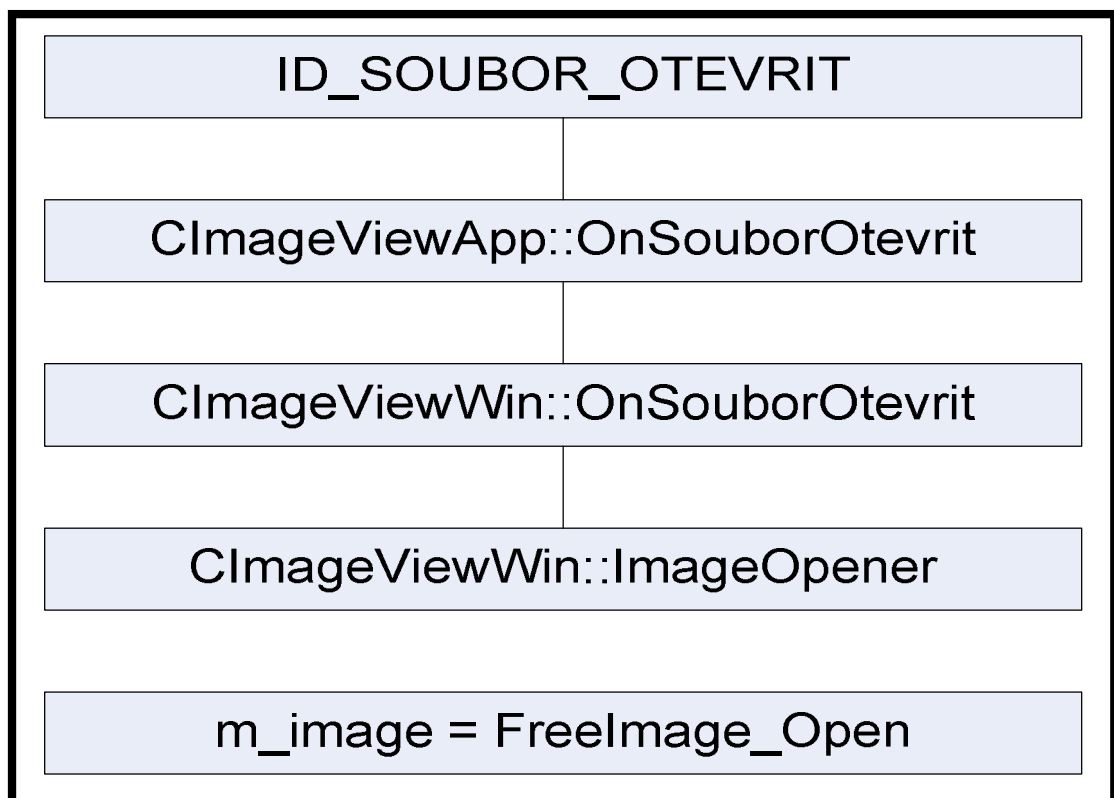 ID_SOUBOR_OTEVRIT
CImageViewApp::OnSouborOtevrit
CImageViewWin::OnSouborOtevrit
CImageViewWin::ImageOpener
m_image = FreeImage_Open